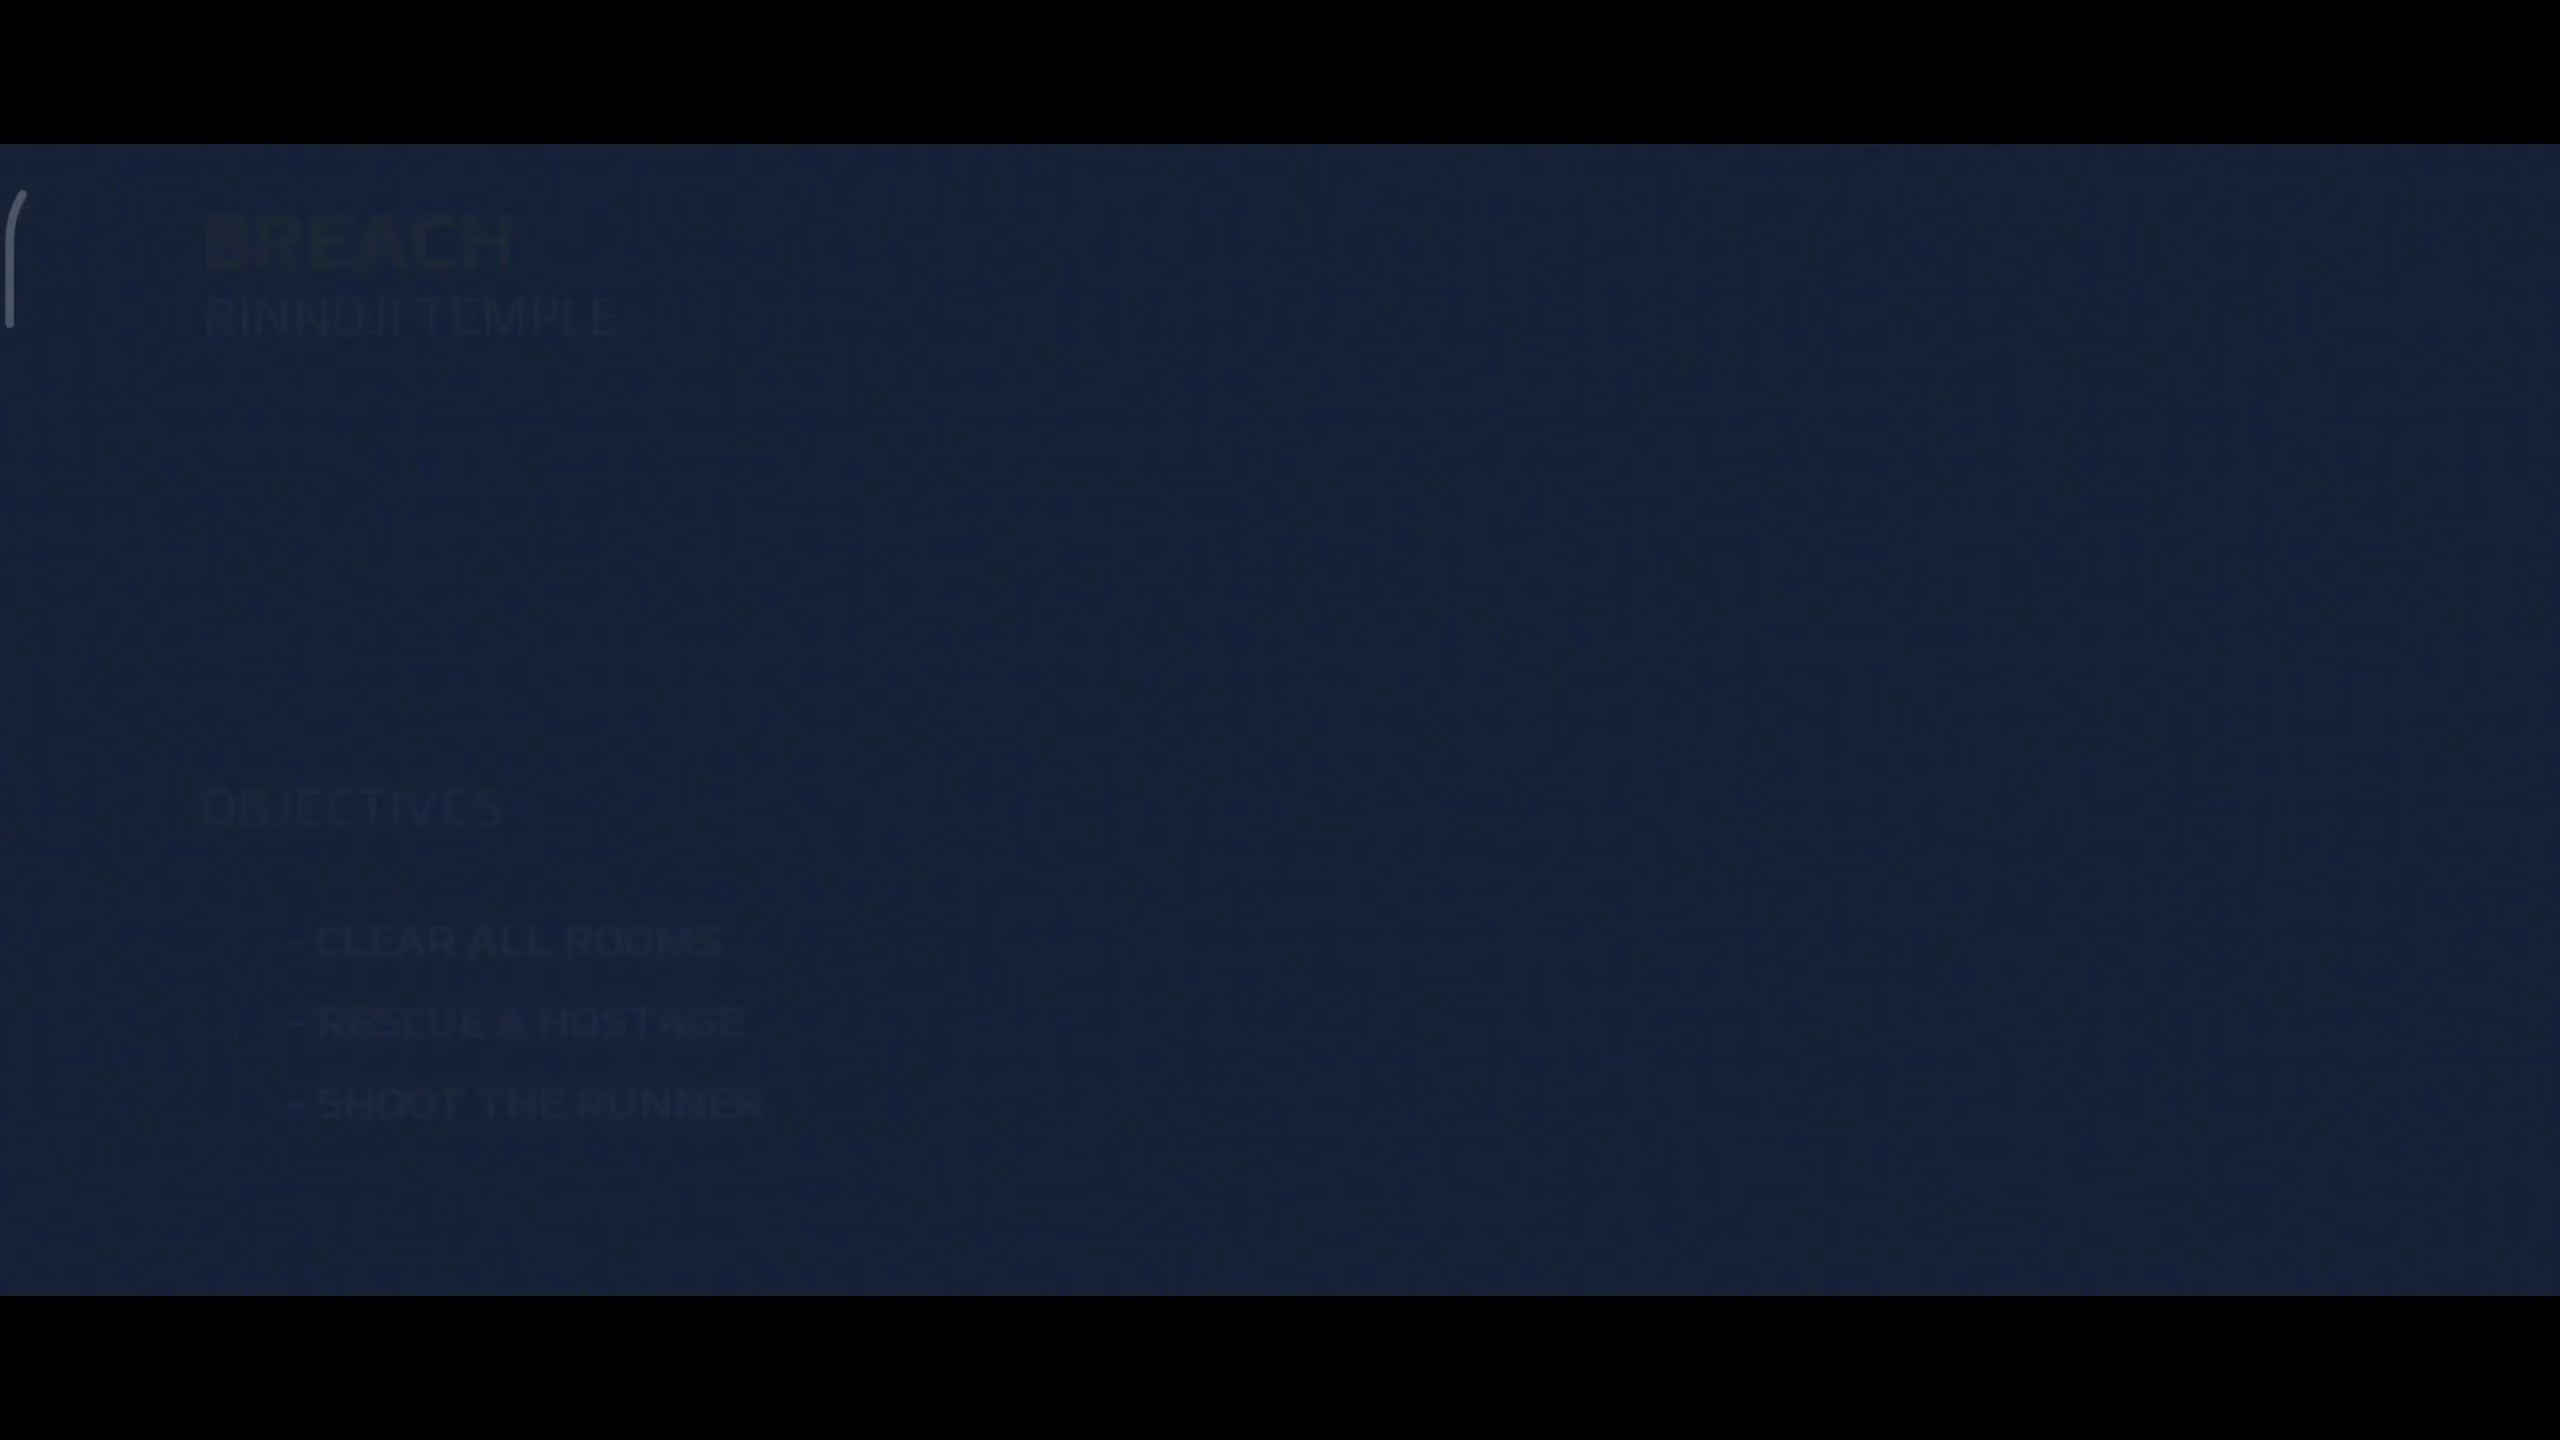 BREACH
RINNOJI TEMPLE
OBJECTIVES
- CLEAR ALL ROOMS
- RESCUE A HOSTAGE
- SHOOT THE RUNNER